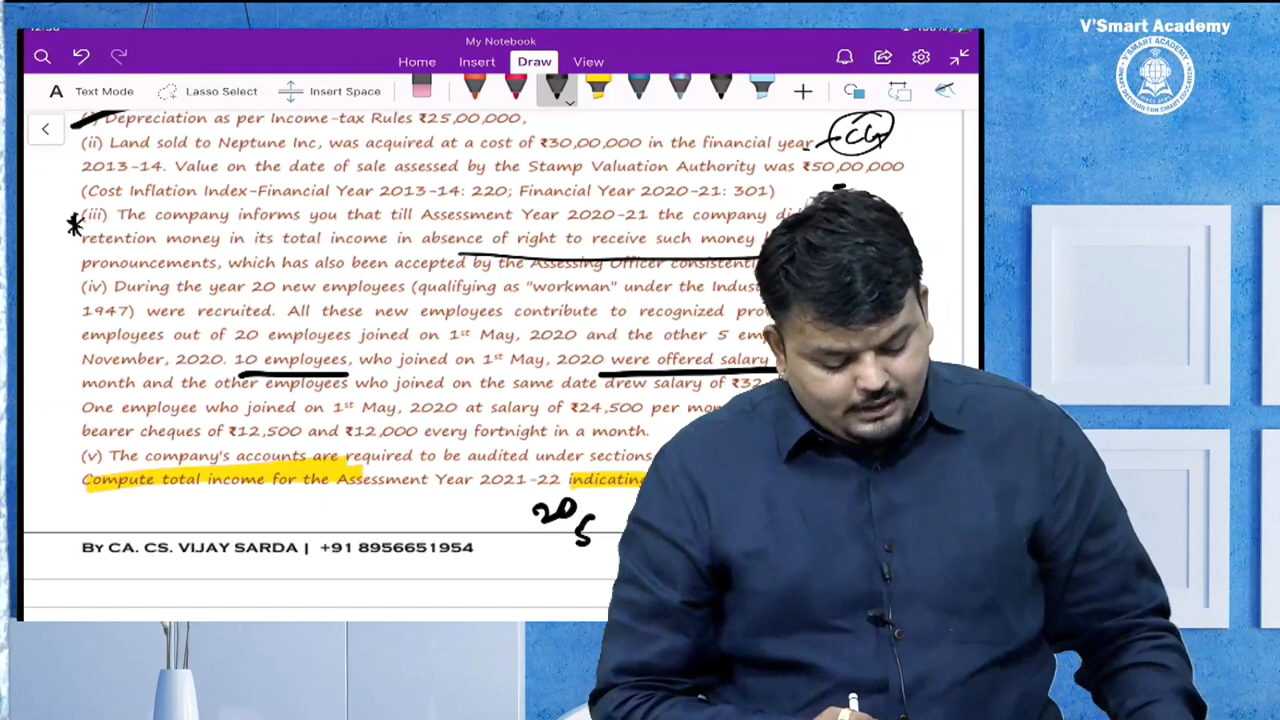 V'Smart Academy
My Notebook
Home Insert Draw View
Text Mode Lasso Select Insert Space
Depreciation as per Income-tax Rules ₹25,00,000,
(ii) Land sold to Neptune Inc, was acquired at a cost of ₹30,00,000 in the financial year CG
2013-14. Value on the date of sale assessed by the Stamp Valuation Authority was ₹50,00,000
(Cost Inflation Index-Financial Year 2013-14: 220; Financial Year 2020-21: 301)
(iii) The company informs you that till Assessment Year 2020-21 the company
retention money in its total income in absence of right to receive such money
pronouncements, which has also been accepted by the Assessing Officer
(iv) During the year 20 new employees (qualifying as "workman" under the
1947) were recruited. All these new employees contribute to recognized
employees out of 20 employees joined on 1st May, 2020 and the other 5
November, 2020. 10 employees, who joined on 1st May, 2020 were offered salary
month and the other employees who joined on the same date drew salary of
One employee who joined on 1st May, 2020 at salary of ₹24,500 per
bearer cheques of ₹12,500 and ₹12,000 every fortnight in a month.
(v) The company's accounts are required to be audited under sections
Compute total income for the Assessment Year 2021-22 indicating
20
5
BY CA. CS. VIJAY SARDA | +91 8956651954